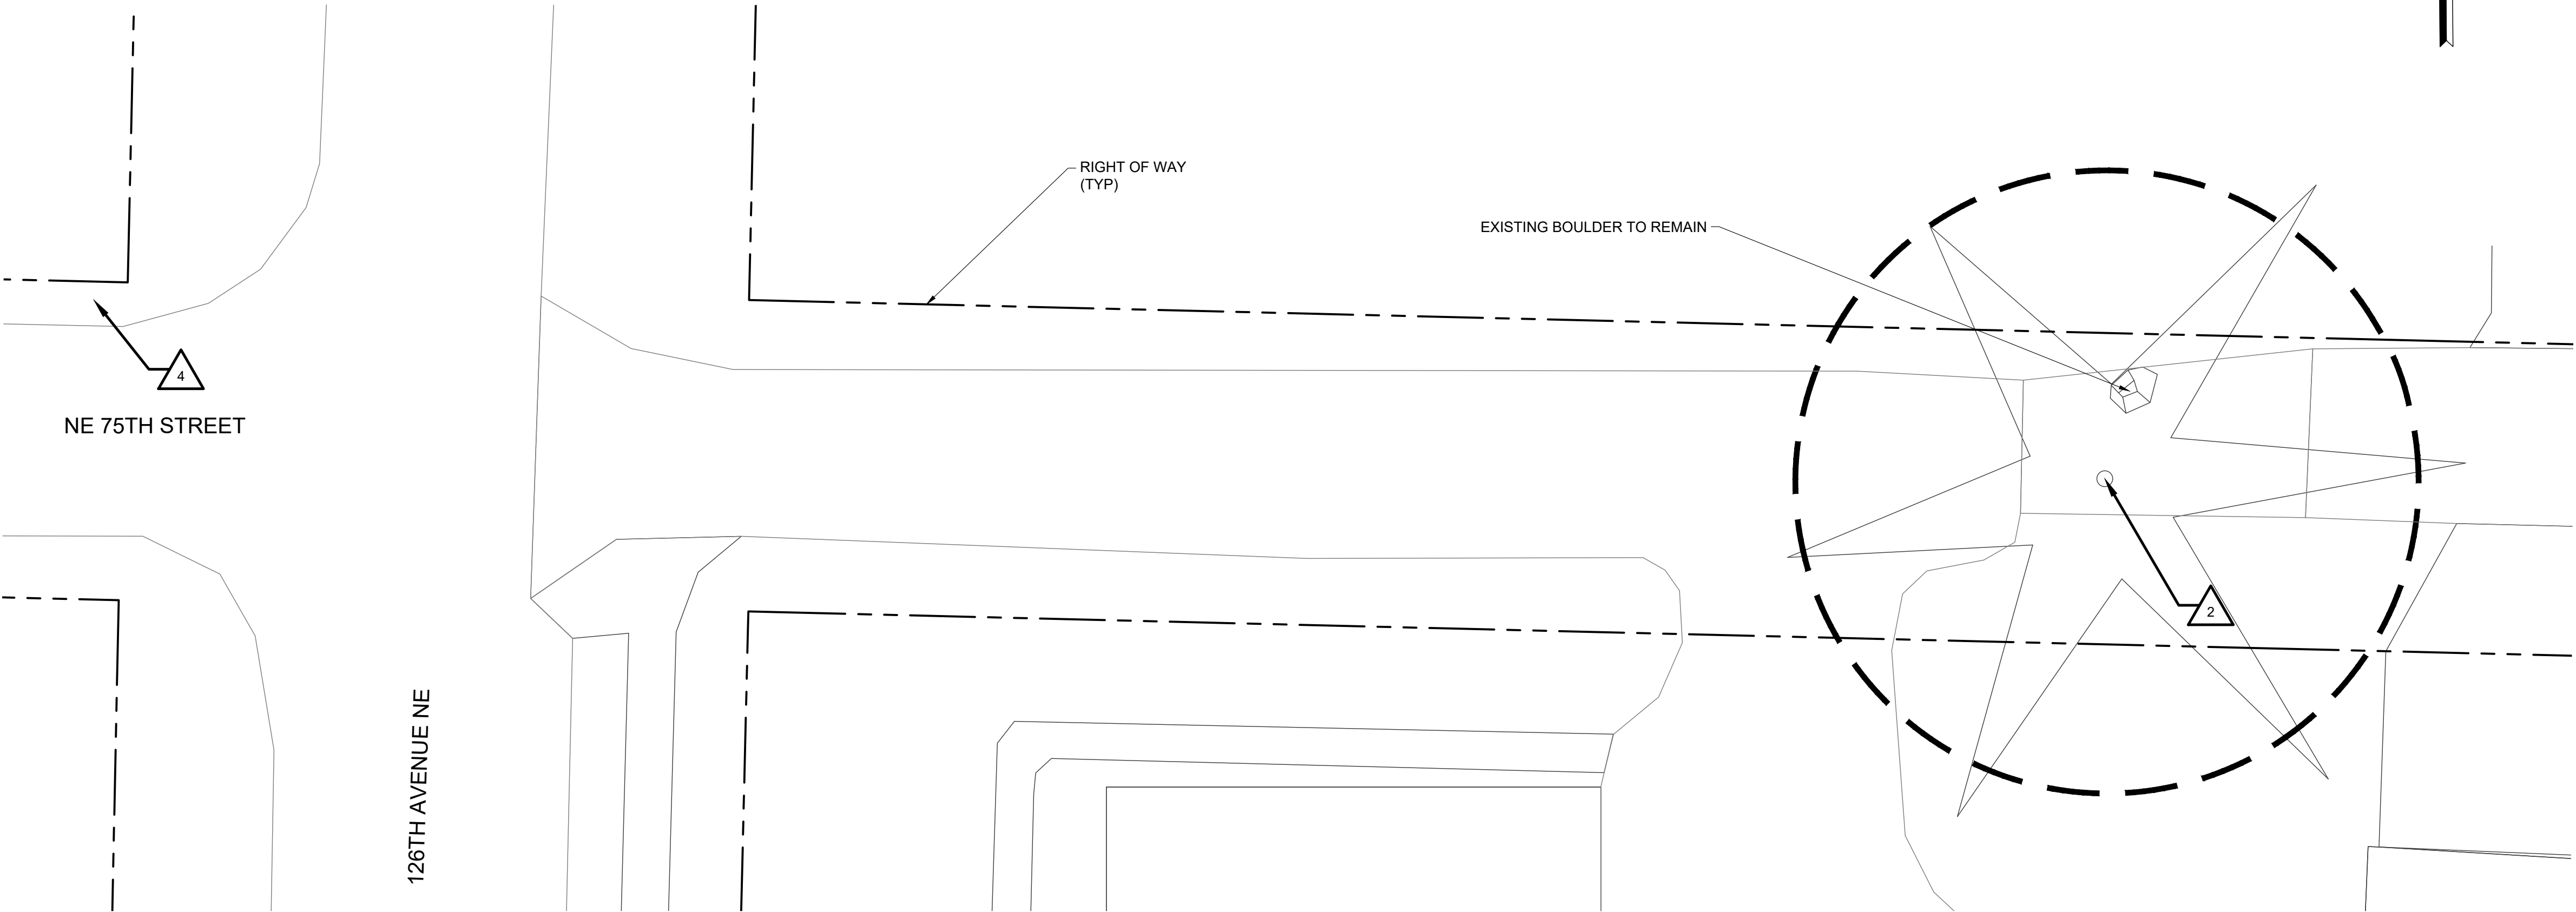 RIGHT OF WAY
(TYP)
EXISTING BOULDER TO REMAIN
4
NE 75TH STREET
2
126TH AVENUE NE